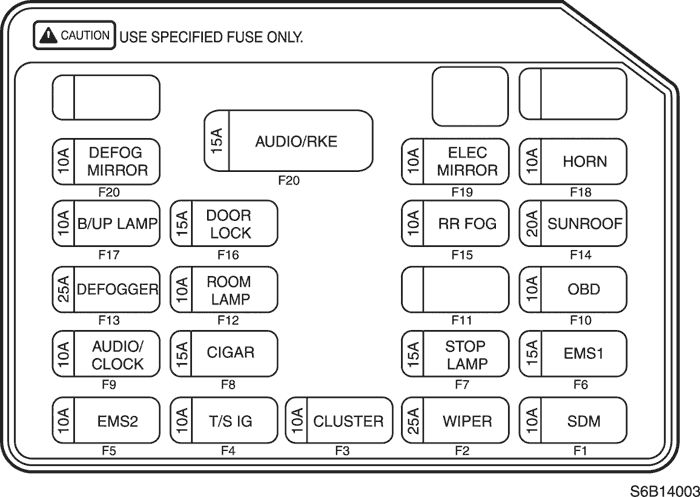 CAUTION USE SPECIFIED FUSE ONLY.
15A AUDIO/RKE
F20
10A DEFOG
MIRROR
F20
10A ELEC
MIRROR
F19
10A HORN
F18
10A B/UP LAMP
F17
15A DOOR
LOCK
F16
10A RR FOG
F15
20A SUNROOF
F14
25A DEFOGGER
F13
10A ROOM
LAMP
F12
F11
10A OBD
F10
10A AUDIO/
CLOCK
F9
15A CIGAR
F8
15A STOP
LAMP
F7
15A EMS1
F6
10A EMS2
F5
10A T/S IG
F4
10A CLUSTER
F3
25A WIPER
F2
10A SDM
F1
S6B14003